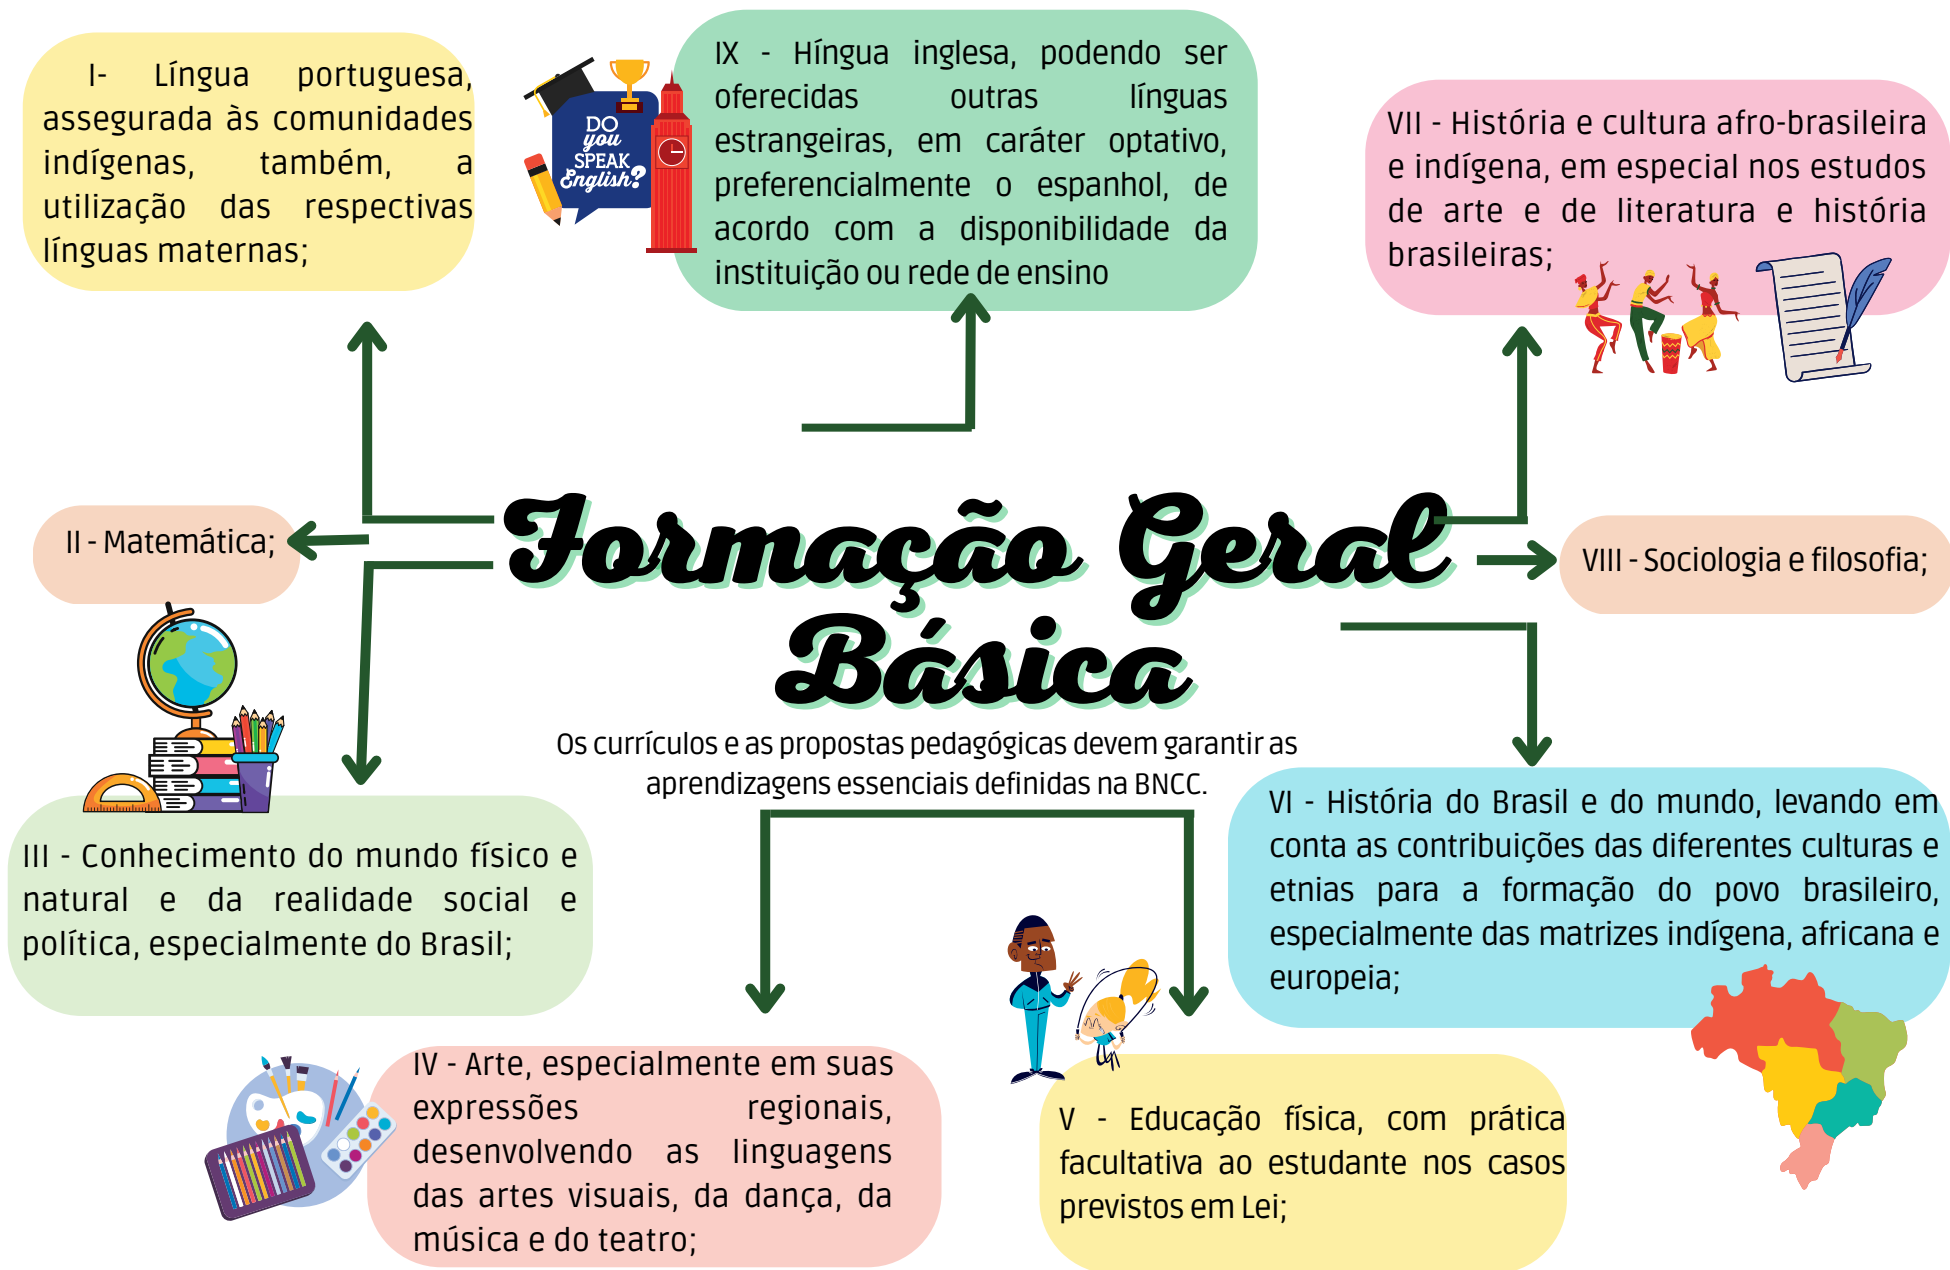 I- Língua portuguesa,
assegurada às comunidades
indígenas, também, a
utilização das respectivas
línguas maternas;
DO
you
SPEAK
English?
IX - Híngua inglesa, podendo ser
oferecidas outras línguas
estrangeiras, em caráter optativo,
preferencialmente o espanhol, de
acordo com a disponibilidade da
instituição ou rede de ensino
VII - História e cultura afro-brasileira
e indígena, em especial nos estudos
de arte e de literatura e história
brasileiras;
II - Matemática;
Formação Geral
Básica
Os currículos e as propostas pedagógicas devem garantir as
aprendizagens essenciais definidas na BNCC.
VIII - Sociologia e filosofia;
III - Conhecimento do mundo físico e
natural e da realidade social e
política, especialmente do Brasil;
VI - História do Brasil e do mundo, levando em
conta as contribuições das diferentes culturas e
etnias para a formação do povo brasileiro,
especialmente das matrizes indígena, africana e
europeia;
IV - Arte, especialmente em suas
expressões regionais,
desenvolvendo as linguagens
das artes visuais, da dança, da
música e do teatro;
V - Educação física, com prática
facultativa ao estudante nos casos
previstos em Lei;